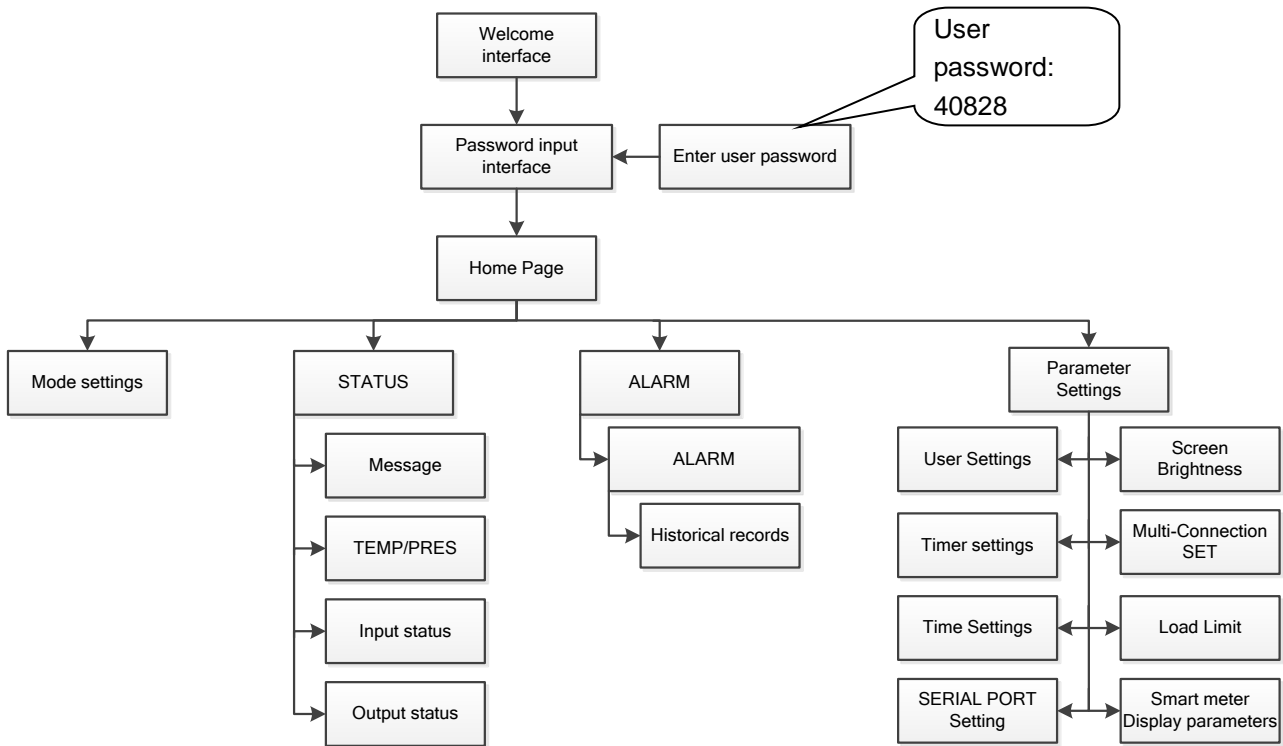 Welcome
interface
User
password:
40828
Password input
interface
Enter user password
Home Page
Mode settings
STATUS
ALARM
Parameter
Settings
Message
TEMP/PRES
Input status
Output status
ALARM
Historical records
User Settings
Screen
Brightness
Timer settings
Multi-Connection
SET
Time Settings
Load Limit
SERIAL PORT
Setting
Smart meter
Display parameters